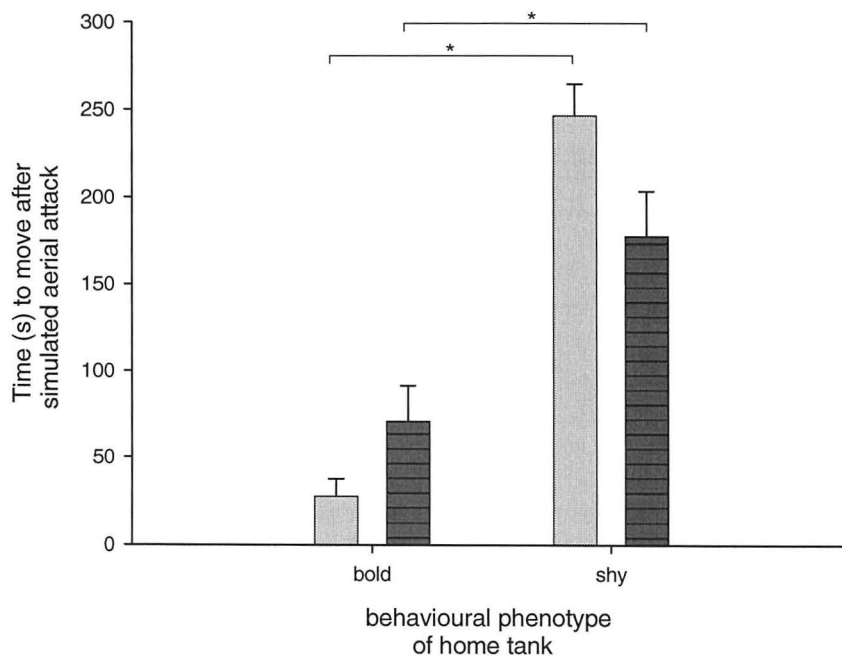 300
250
200
150
100
50
0
Time (s) to move after
simulated aerial attack
*
*
bold
shy
behavioural phenotype
of home tank